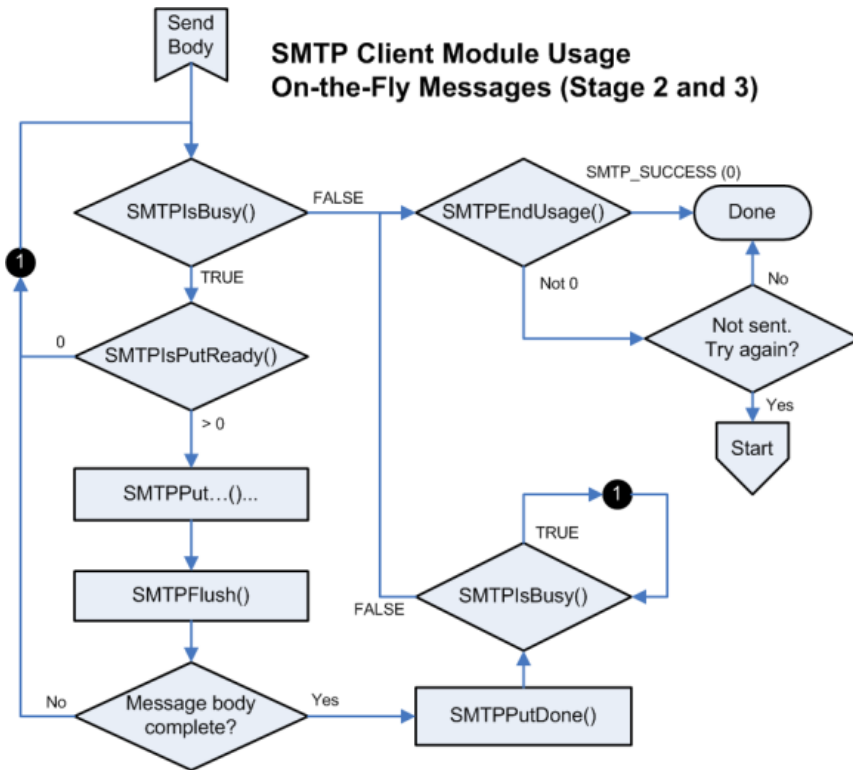 Send
Body
SMTP Client Module Usage
On-the-Fly Messages (Stage 2 and 3)
SMTPIsBusy()
FALSE
SMTPEndUsage()
SMTP_SUCCESS (0)
Done
1
TRUE
Not 0
No
0
SMTPIsPutReady()
Not sent.
Try again?
> 0
Yes
Start
SMTPPut...()...
1
TRUE
SMTPFlush()
SMTPIsBusy()
FALSE
No
Message body
complete?
Yes
SMTPPutDone()